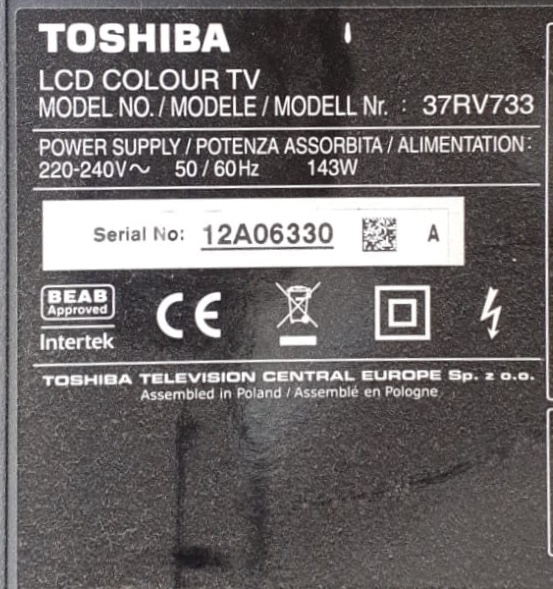 TOSHIBA
LCD COLOUR TV
MODEL NO. / MODELE / MODELL Nr. : 37RV733
POWER SUPPLY / POTENZA ASSORBITA / ALIMENTATION:
220-240V～ 50 / 60Hz 143W
Serial No: 12A06330 A
BEAB
Approved
Intertek
CE
TOSHIBA TELEVISION CENTRAL EUROPE Sp. z o.o.
Assembled in Poland / Assemblé en Pologne